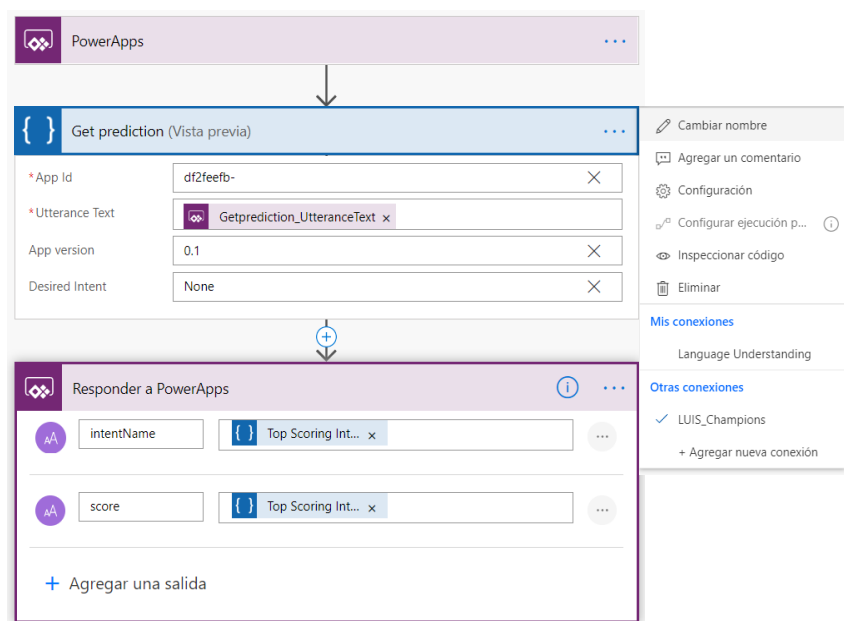 PowerApps
Get prediction (Vista previa)
*App Id df2feefb-
*Utterance Text Getprediction_UtteranceText
App version 0.1
Desired Intent None
Cambiar nombre
Agregar un comentario
Configuración
Configurar ejecución p...
Inspeccionar código
Eliminar
Mis conexiones
Language Understanding
Otras conexiones
LUIS_Champions
+ Agregar nueva conexión
Responder a PowerApps
AA intentName Top Scoring Int...
AA score Top Scoring Int...
+ Agregar una salida